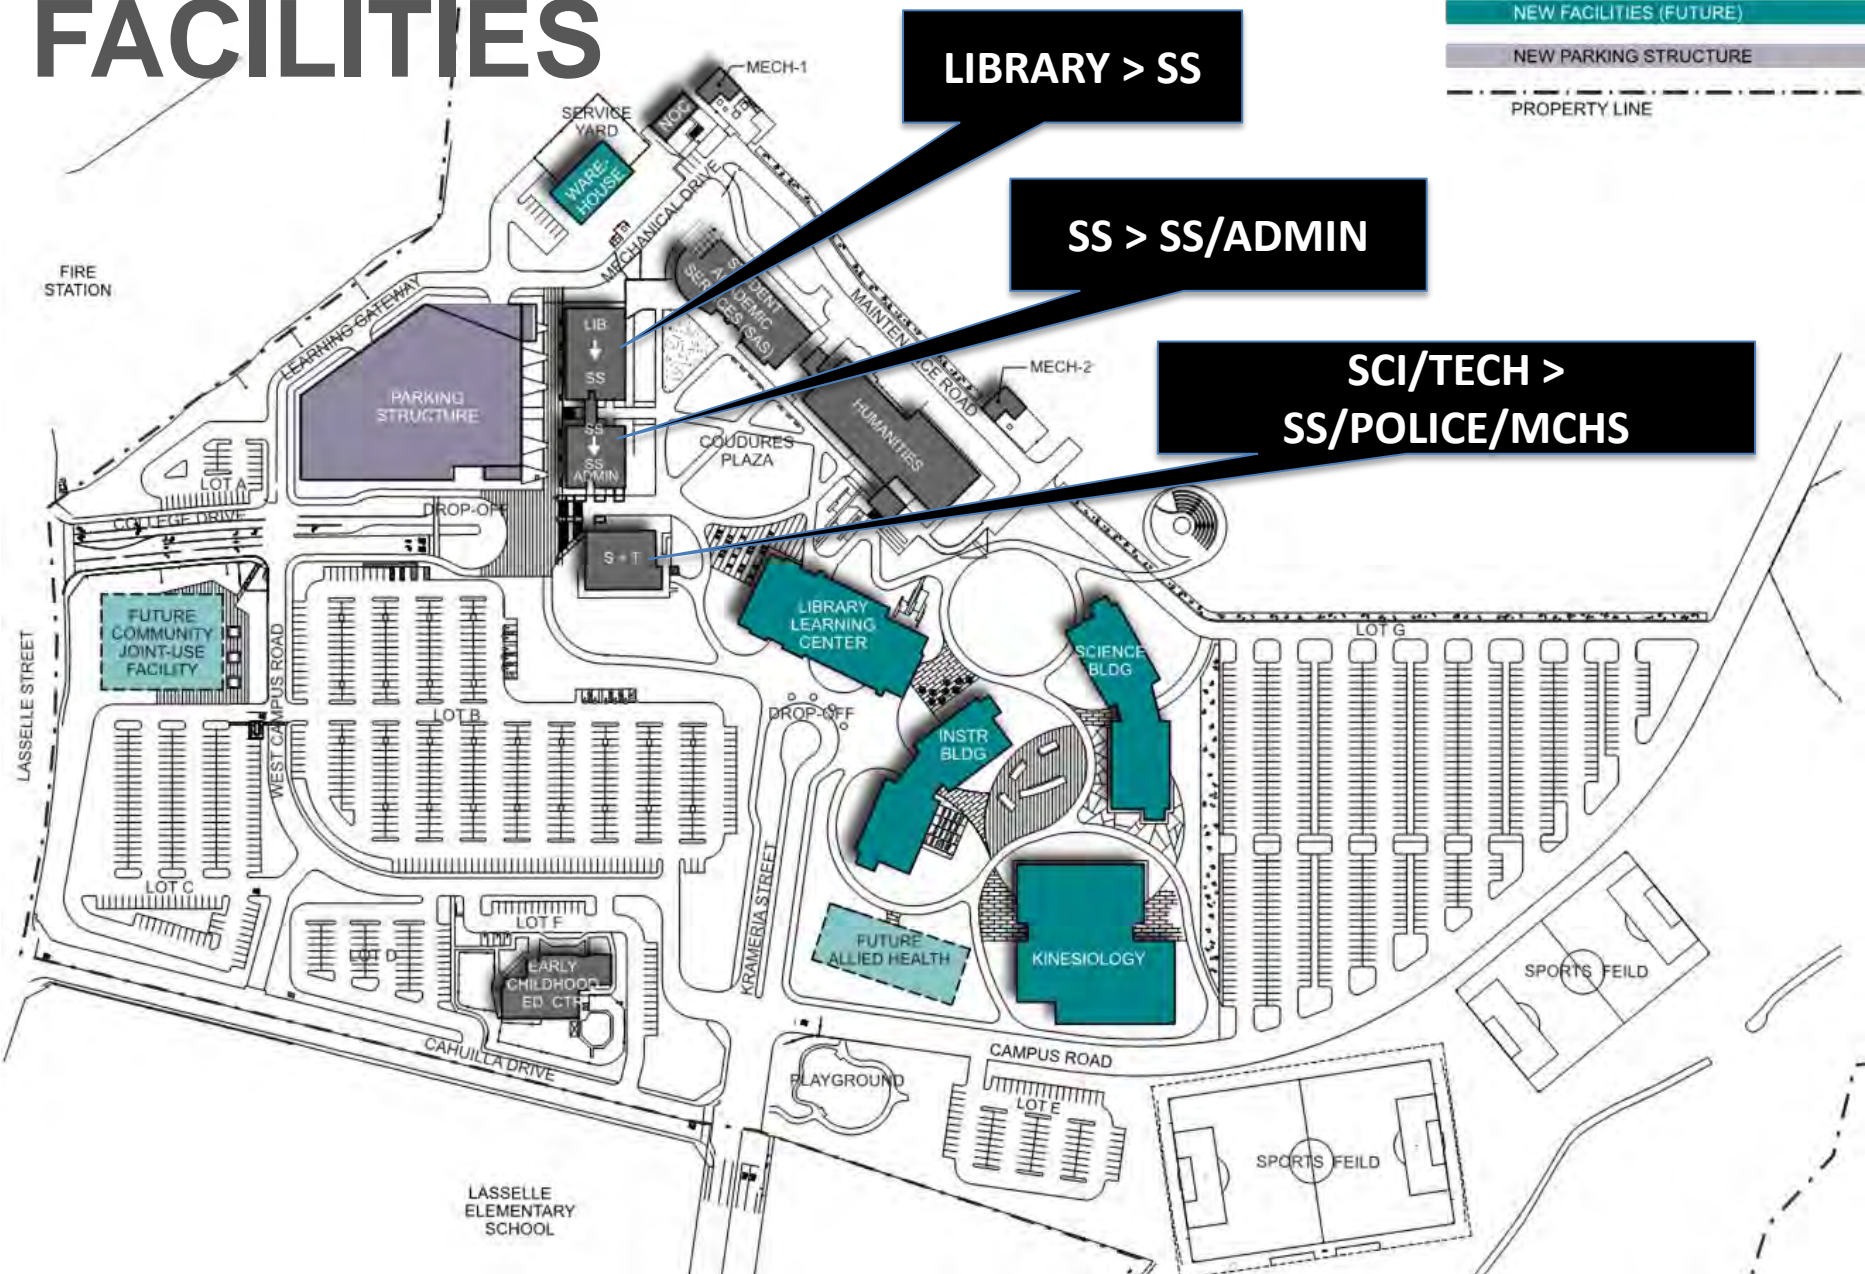 FACILITIES
NEW FACILITIES (FUTURE)
NEW PARKING STRUCTURE
PROPERTY LINE
LIBRARY > SS
SS > SS/ADMIN
SCI/TECH >
SS/POLICE/MCHS
MECH-1
NOC
SERVICE
YARD
WARE-
HOUSE
MECHANICAL DRIVE
FIRE
STATION
LEARNING GATEWAY
STUDENT
ACADEMIC
SERVICES (SAS)
MAINTENANCE ROAD
MECH-2
LIB
SS
PARKING
STRUCTURE
SS
SS
ADMIN
HUMANITIES
COUDURES
PLAZA
LOT A
COLLEGE DRIVE
DROP-OFF
S + T
FUTURE
COMMUNITY
JOINT-USE
FACILITY
LASSELLE STREET
WEST CAMPUS ROAD
LIBRARY
LEARNING
CENTER
SCIENCE
BLDG
LOT G
LOT B
DROP-OFF
INSTR
BLDG
LOT C
LOT F
LOT D
EARLY
CHILDHOOD
ED. CTR
KRAMERIA STREET
FUTURE
ALLIED HEALTH
KINESIOLOGY
SPORTS FEILD
CAHUILLA DRIVE
CAMPUS ROAD
PLAYGROUND
LOT E
SPORTS FEILD
LASSELLE
ELEMENTARY
SCHOOL